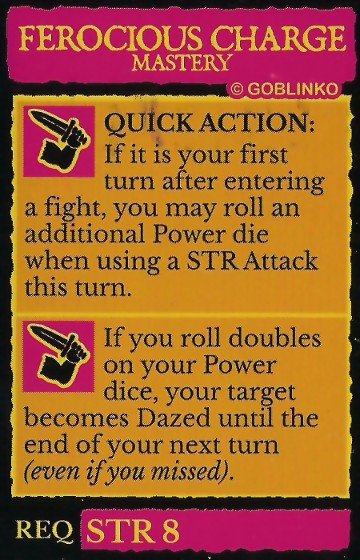 FEROCIOUS CHARGE
MASTERY
© GOBLINKO
QUICK ACTION:
If it is your first
turn after entering
a fight, you may roll an
additional Power die
when using a STR Attack
this turn.
If you roll doubles
on your Power
dice, your target
becomes Dazed until the
end of your next turn
(even if you missed).
REQ STR 8